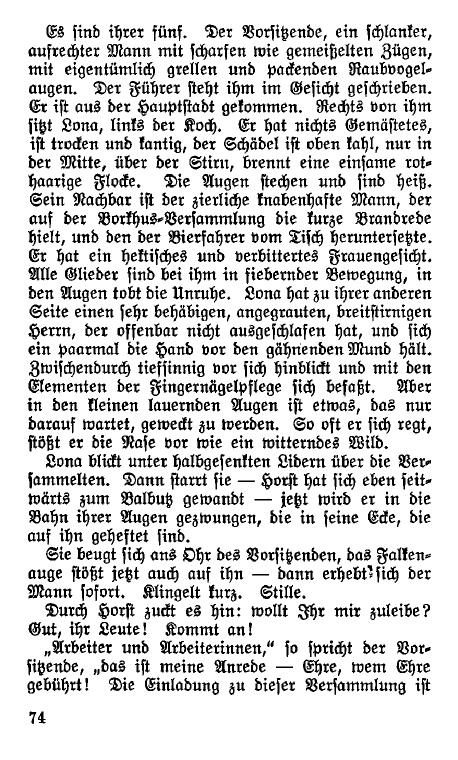 Es sind ihrer fünf. Der Vorsitzende, ein schlanker,
aufrechter Mann mit scharfen wie gemeißelten Zügen,
mit eigentümlich grellen und packenden Raubvogel-
augen. Der Führer steht ihm im Gesicht geschrieben.
Er ist aus der Hauptstadt gekommen. Rechts von ihm
sitzt Lona, links der Koch. Er hat nichts Gemästetes,
ist trocken und kantig, der Schädel ist oben kahl, nur in
der Mitte, über der Stirn, brennt eine einsame rot-
haarige Flocke. Die Augen stechen und sind heiß.
Sein Nachbar ist der zierliche knabenhafte Mann, der
auf der Borkhus-Versammlung die kurze Brandrede
hielt, und den der Bierfahrer vom Tisch heruntersetzte.
Er hat ein hektisches und verbittertes Frauengesicht.
Alle Glieder sind bei ihm in fiebernder Bewegung, in
den Augen tobt die Unruhe. Lona hat zu ihrer anderen
Seite einen sehr behäbigen, angegrauten, breitstirnigen
Herrn, der offenbar nicht ausgeschlafen hat, und sich
ein paarmal die Hand vor den gähnenden Mund hält.
Zwischendurch tiefsinnig vor sich hinblickt und mit den
Elementen der Fingernägelpflege sich befaßt. Aber
in den kleinen lauernden Augen ist etwas, das nur
darauf wartet, geweckt zu werden. So oft er sich regt,
stößt er die Nase vor wie ein witterndes Wild.
Lona blickt unter halbgesenkten Lidern über die Ver-
sammelten. Dann starrt sie — Horst hat sich eben seit-
wärts zum Balbutz gewandt — jetzt wird er in die
Bahn ihrer Augen gezwungen, die in seine Ecke, die
auf ihn geheftet sind.
Sie beugt sich ans Ohr des Vorsitzenden, das Falken-
auge stößt jetzt auch auf ihn — dann erhebt sich der
Mann sofort. Klingelt kurz. Stille.
Durch Horst zuckt es hin: wollt Ihr mir zuleibe?
Gut, ihr Leute! Kommt an!
„Arbeiter und Arbeiterinnen,“ so spricht der Vor-
sitzende, „das ist meine Anrede — Ehre, wem Ehre
gebührt! Die Einladung zu dieser Versammlung ist
74